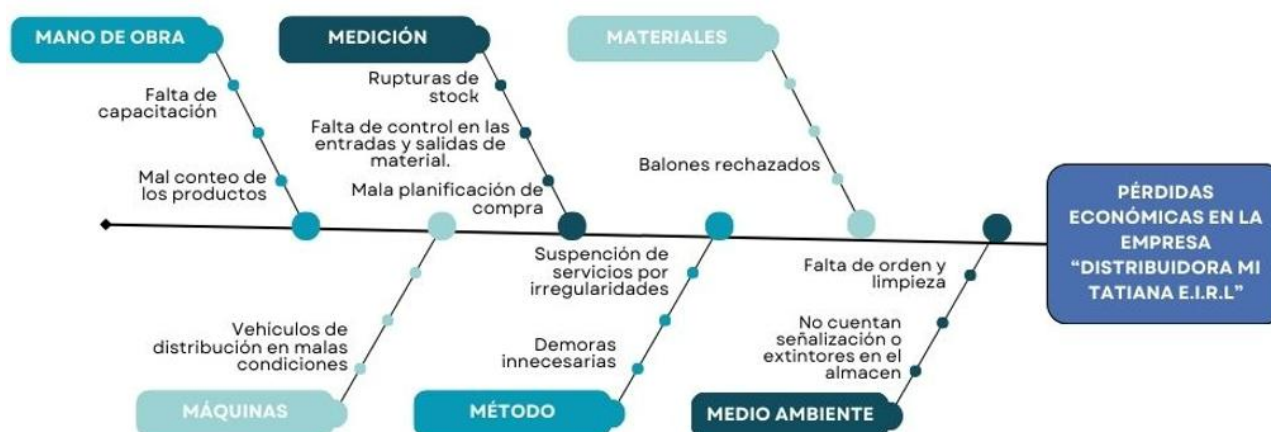 MANO DE OBRA
MEDICIÓN
MATERIALES
Falta de
capacitación
Mal conteo de
los productos
Rupturas de
stock
Falta de control en las
entradas y salidas de
material.
Mala planificación de
compra
Balones rechazados
PÉRDIDAS
ECONÓMICAS EN LA
EMPRESA
“DISTRIBUIDORA MI
TATIANA E.I.R.L”
Vehículos de
distribución en malas
condiciones
Suspención de
servicios por
irregularidades
Demoras
innecesarias
Falta de orden y
limpieza
No cuentan
señalización o
extintores en el
almacen
MÁQUINAS
MÉTODO
MEDIO AMBIENTE